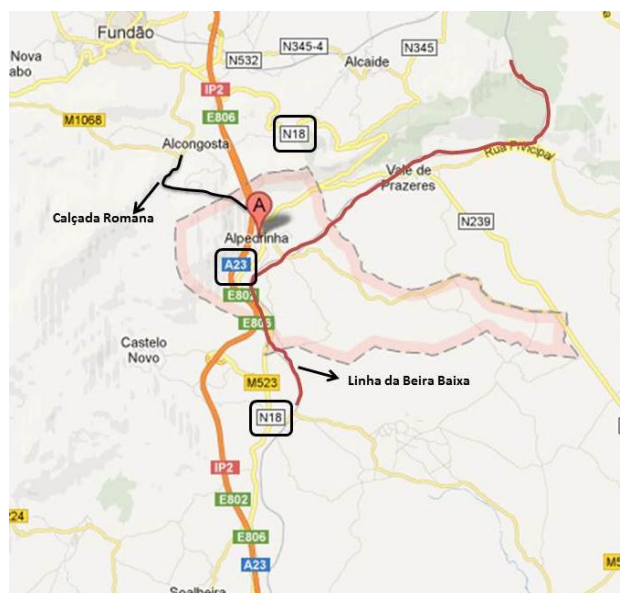 Fundão
N345-4
N345
Nova
abo
N532
Alcaide
IP2
M1068
E806
N18
Alcongosta
Rua Principal
Vale de
Prazeres
Calçada Romana
A
N239
Alpedrinha
A23
E802
E806
Castelo
Novo
M523
Linha da Beira Baixa
N18
IP2
E802
224
E806
A23
M5
Soalheira